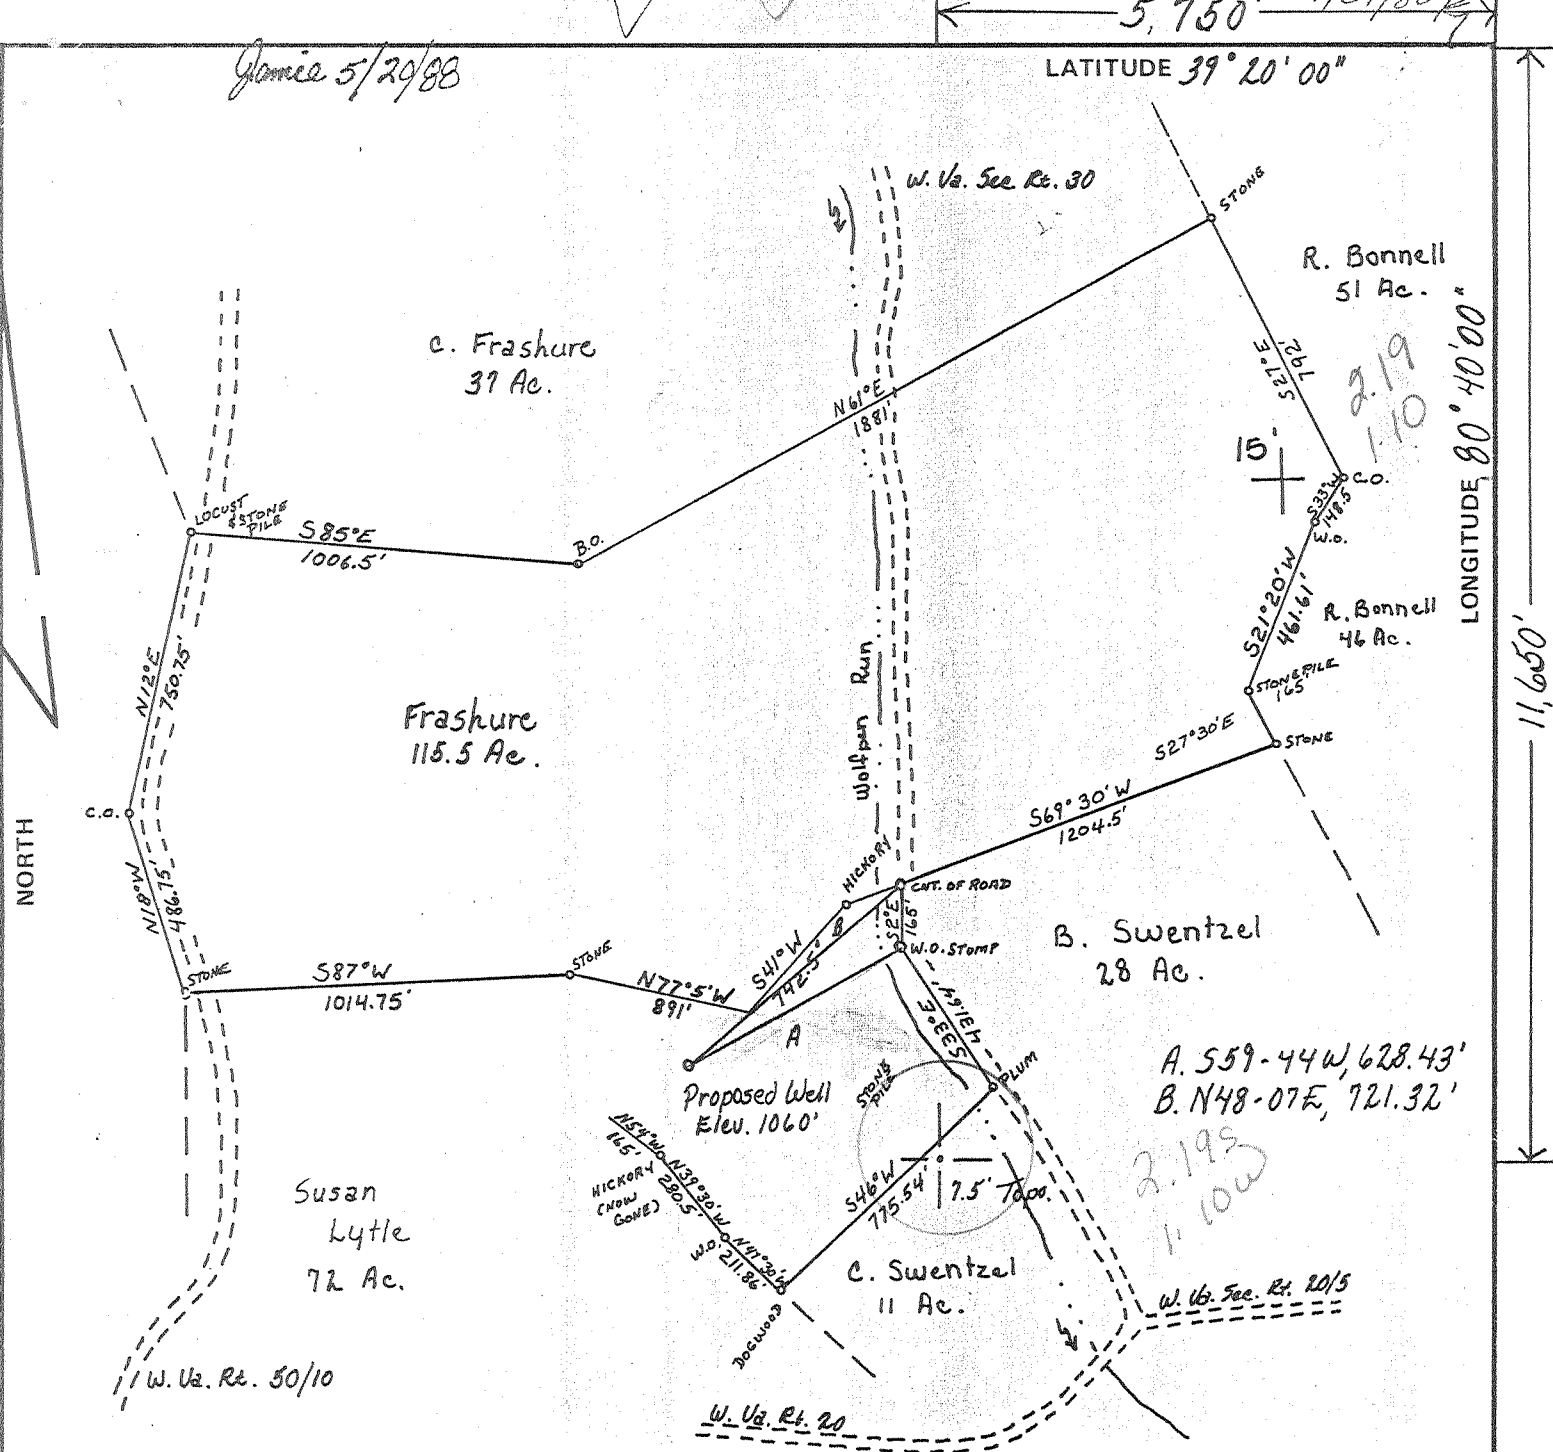 5,750'
Jamie 5/20/88
LATITUDE 39° 20' 00"
W. Va. Sec Rt. 30
STONE
R. Bonnell
51 Ac.
C. Frashure
37 Ac.
N61°E
1881'
S27°E
792'
2.19
1.10
LONGITUDE 80° 40' 00"
15'
C.O.
S33°W
148.5
W.O.
LOCUST
& STONE
PILE
S85°E
1006.5'
B.O.
S21°20'W
461.61'
R. Bonnell
46 Ac.
11,650'
N12°E
750.75'
Wolfpen Run
STONE PILE
165'
Frashure
115.5 Ac.
S27°30'E
STONE
S69°30'W
1204.5'
C.O.
NORTH
N18°W
486.75'
HICKORY
CNT. OF ROAD
S2°E
165'
B
W.O. STOMP
B. Swentzel
28 Ac.
STONE
S87°W
1014.75'
STONE
N77°5'W
891'
S41°W
742.5'
A
S33°E
431.64'
A. S59-44W, 628.43'
B. N48-07E, 721.32'
Proposed Well
Elev. 1060'
STONE
PILE
PLUM
2.19s
1.10w
N54°W
165'
HICKORY
(NOW
GONE)
N39°30'W
280.5'
W.O.
N47°30'W
211.86'
S46°W
775.54'
7.5' Topo.
Susan
Lytle
72 Ac.
DOGWOOD
C. Swentzel
11 Ac.
W. Va. Sec. Rt. 20/5
W. Va. Rt. 50/10
W. Va. Rt. 20